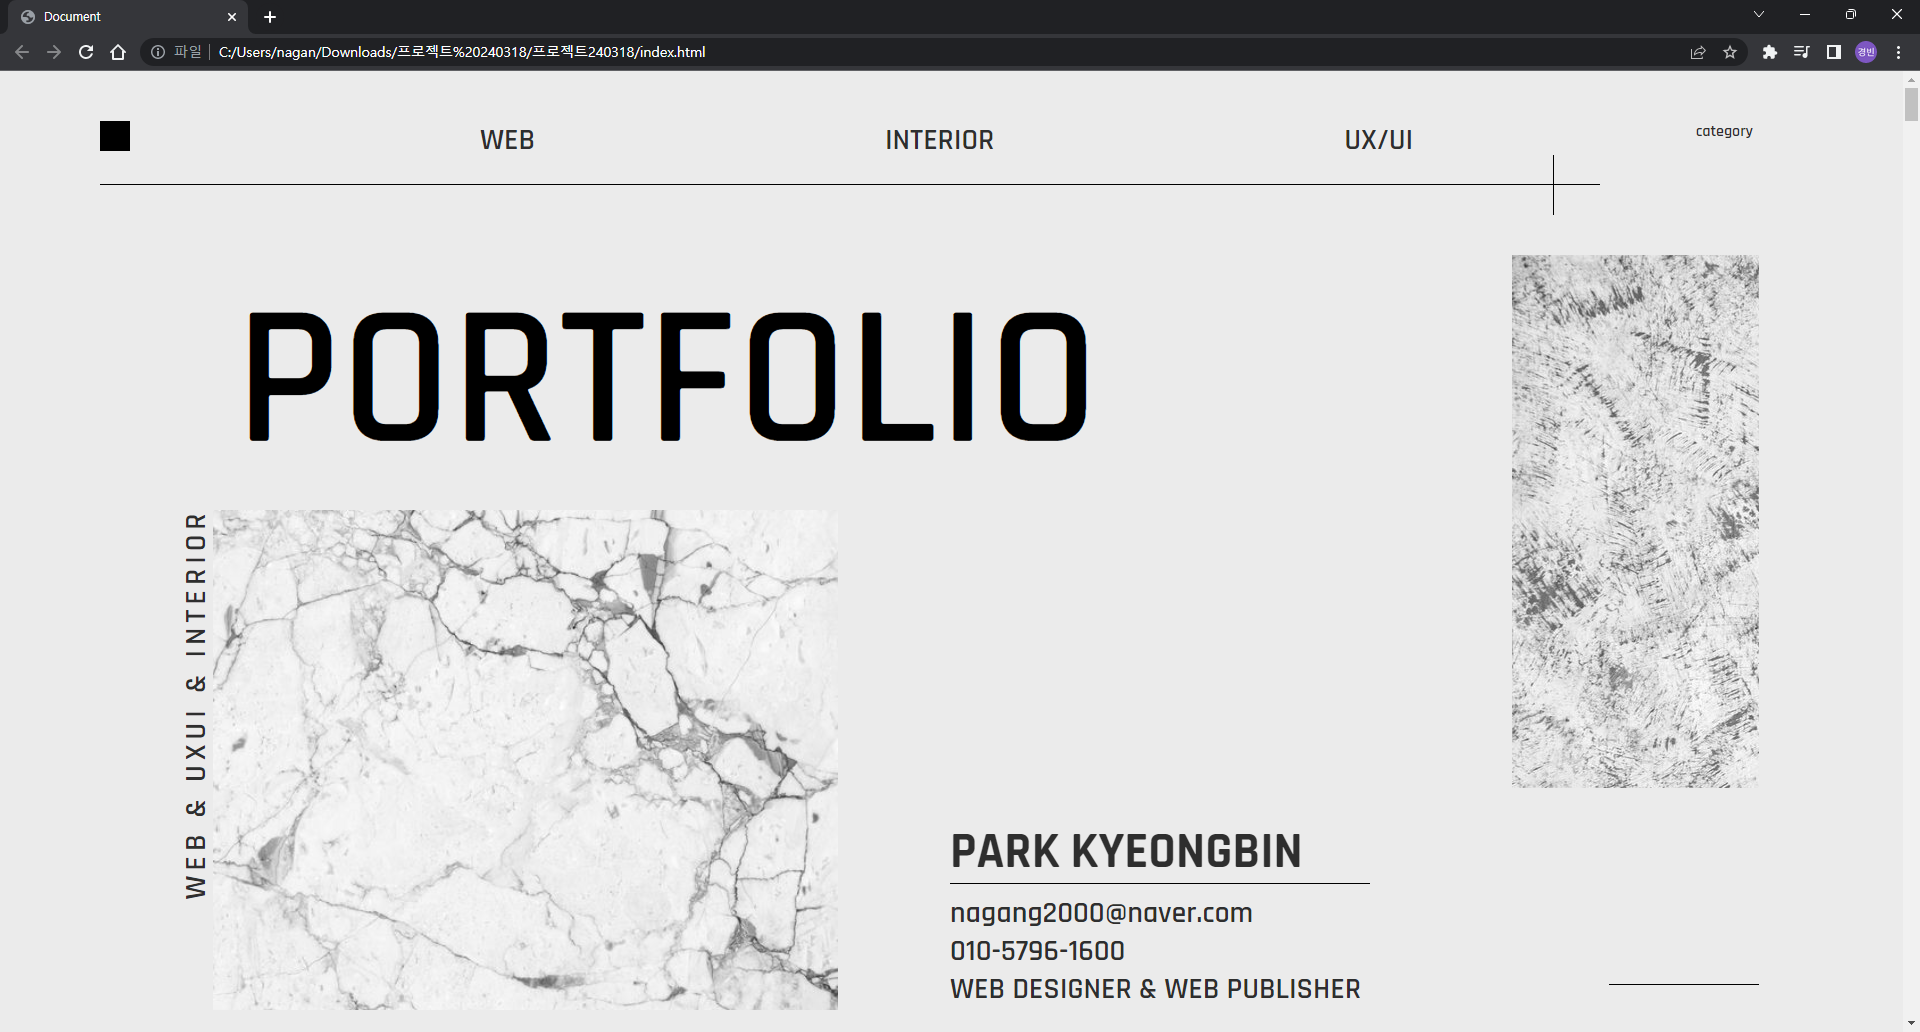 Document
파일
C:/Users/nagan/Downloads/프로젝트%20240318/프로젝트240318/index.html
경빈
WEB
INTERIOR
UX/UI
category
PORTFOLIO
WEB & UXUI & INTERIOR
PARK KYEONGBIN
nagang2000@naver.com
010-5796-1600
WEB DESIGNER & WEB PUBLISHER